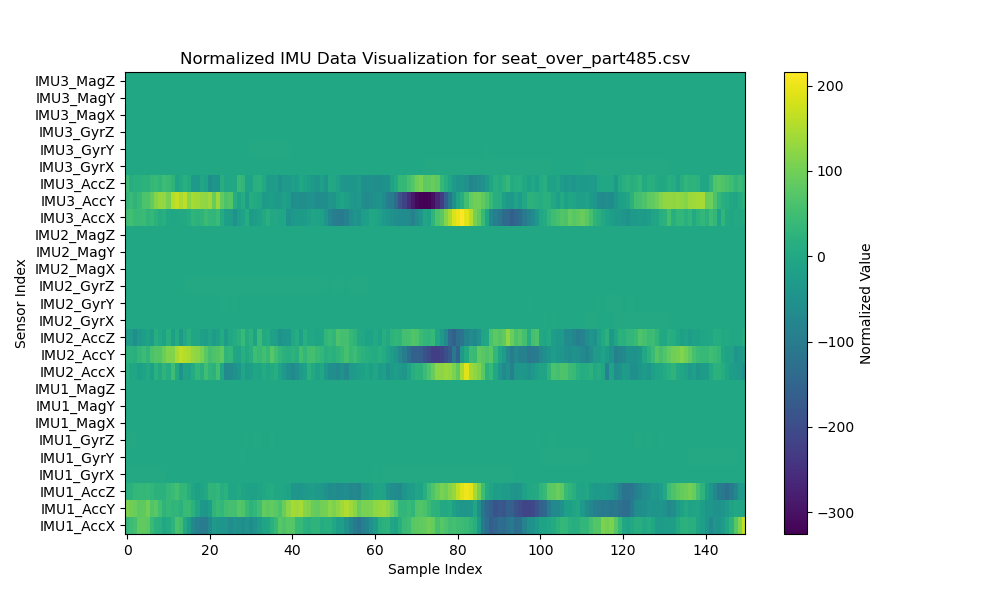 Normalized IMU Data Visualization for seat_over_part485.csv
IMU3_MagZ
IMU3_MagY
IMU3_MagX
IMU3_GyrZ
IMU3_GyrY
IMU3_GyrX
IMU3_AccZ
IMU3_AccY
IMU3_AccX
IMU2_MagZ
IMU2_MagY
IMU2_MagX
IMU2_GyrZ
IMU2_GyrY
IMU2_GyrX
IMU2_AccZ
IMU2_AccY
IMU2_AccX
IMU1_MagZ
IMU1_MagY
IMU1_MagX
IMU1_GyrZ
IMU1_GyrY
IMU1_GyrX
IMU1_AccZ
IMU1_AccY
IMU1_AccX
Sensor Index
0 20 40 60 80 100 120 140
Sample Index
200
100
0
−100
−200
−300
Normalized Value